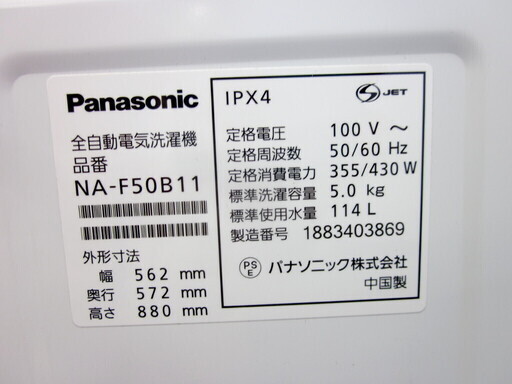 Panasonic
全自動電気洗濯機
品番
NA-F50B11
外形寸法
幅 562 mm
奥行 572 mm
高さ 880 mm
IPX4
S JET
定格電圧 100 V ～
定格周波数 50/60 Hz
定格消費電力 355/430 W
標準洗濯容量 5.0 kg
標準使用水量 114 L
製造番号 1883403869
PS E パナソニック株式会社
中国製